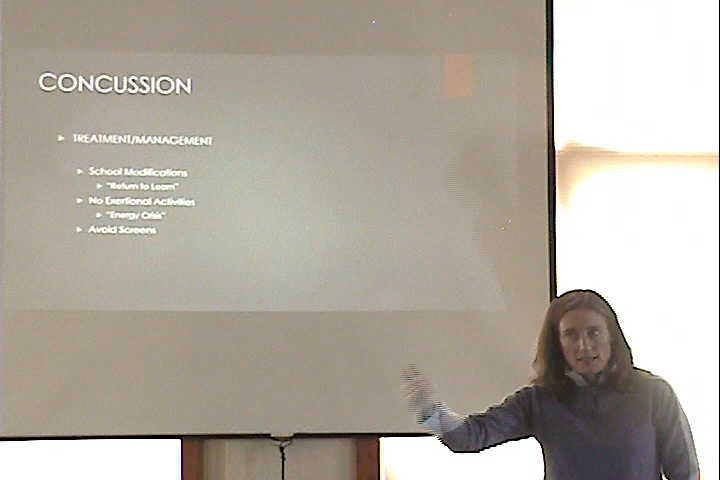 CONCUSSION
TREATMENT/MANAGEMENT
School Modifications
"Return to Learn"
No Exertional Activities
"Energy Crisis"
Avoid Screens